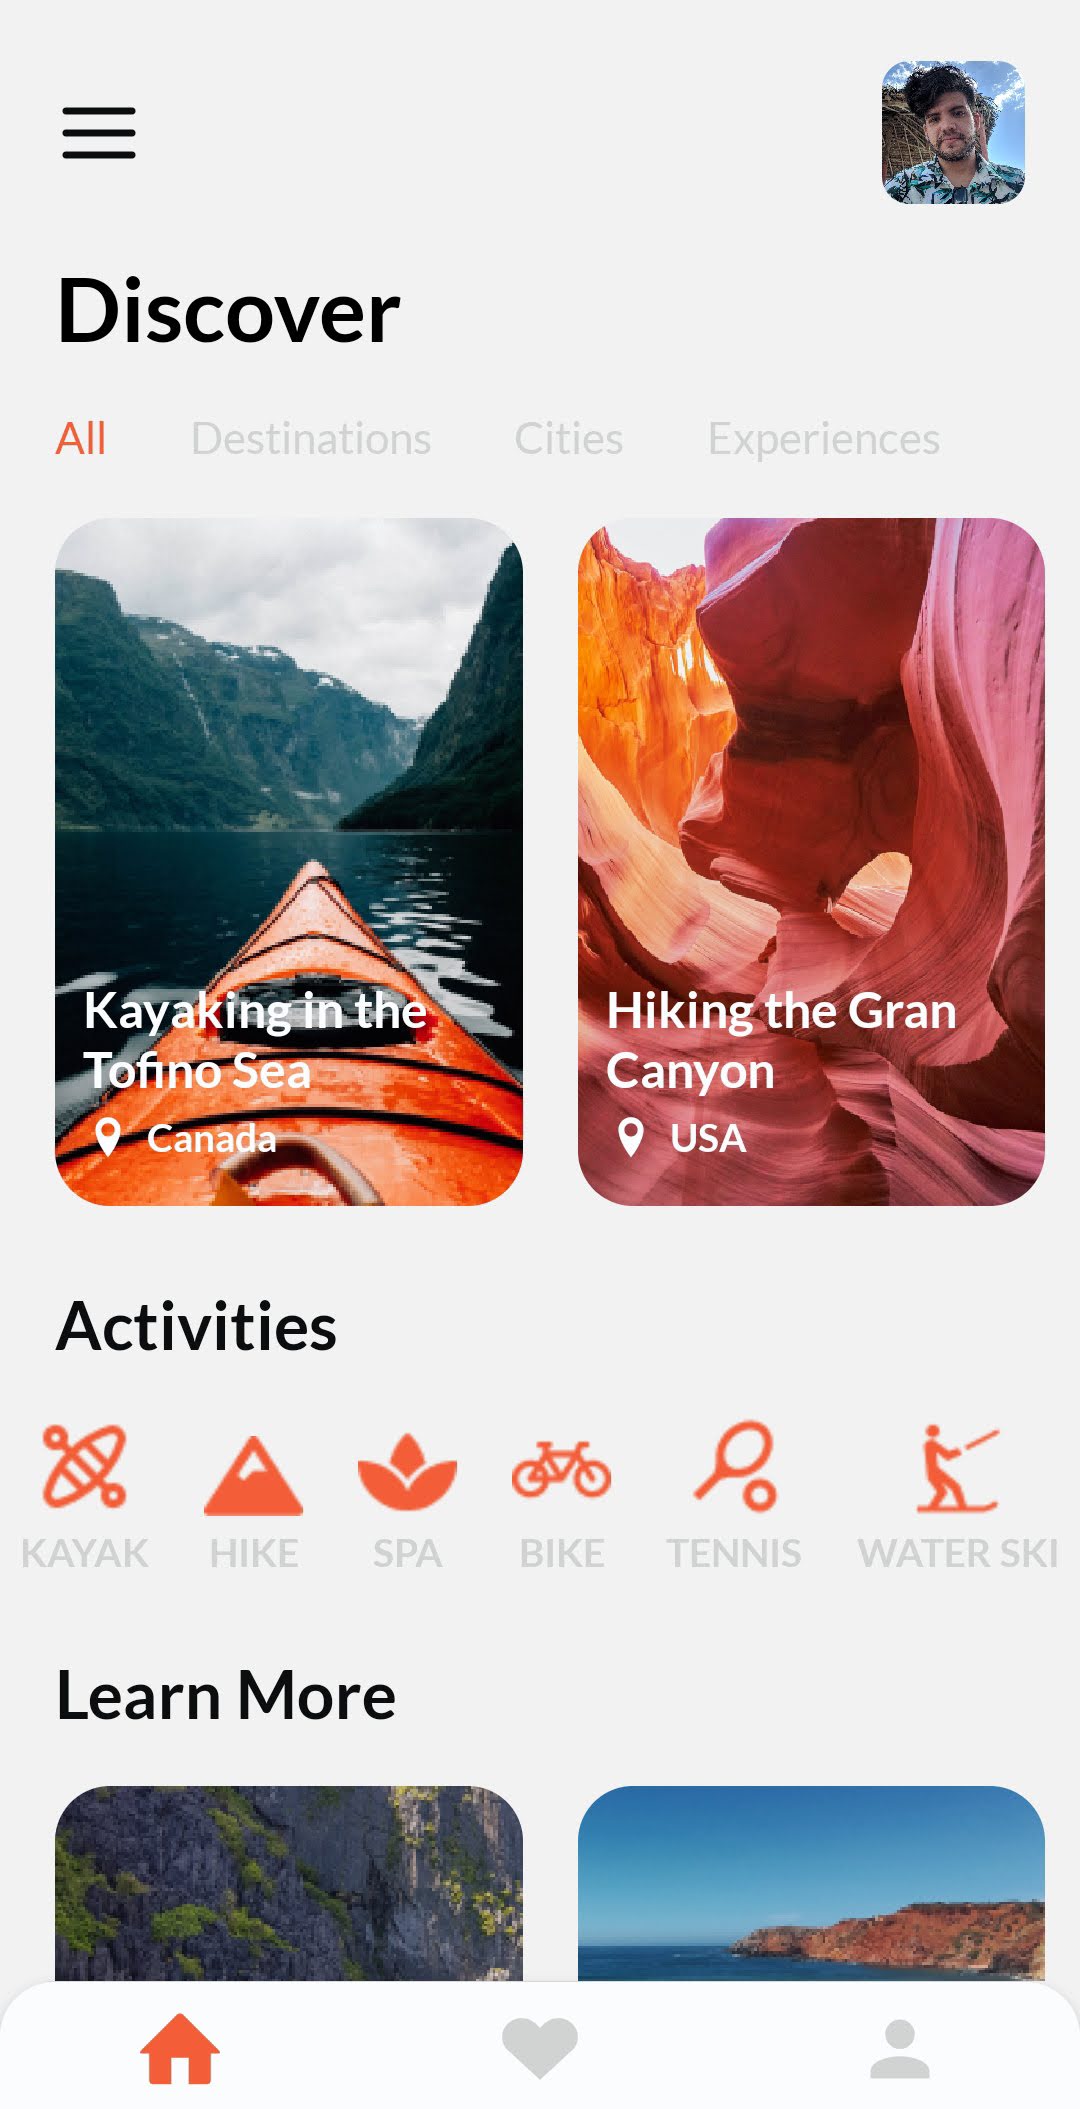 Discover
All Destinations Cities Experiences
Kayaking in the
Tofino Sea
Canada
Hiking the Gran
Canyon
USA
Activities
KAYAK HIKE SPA BIKE TENNIS WATER SKI
Learn More